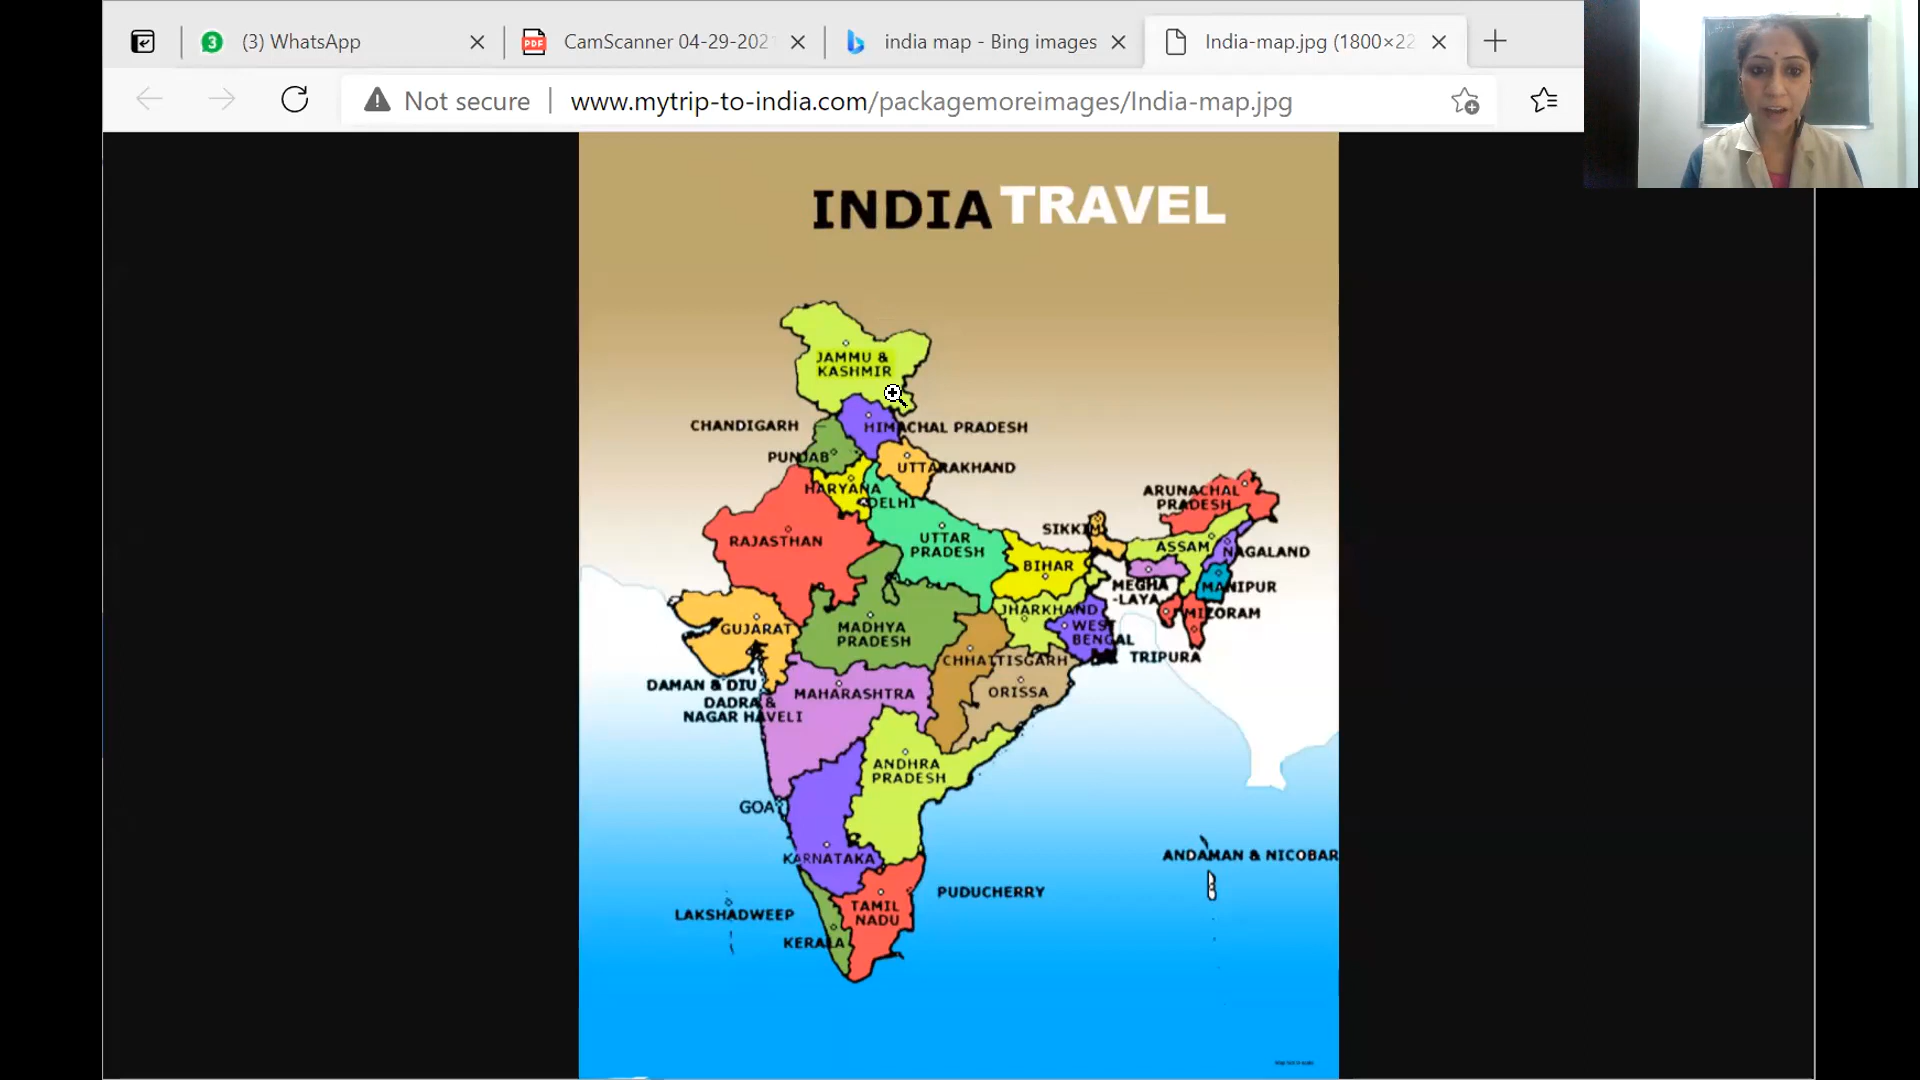 (3) WhatsApp
CamScanner 04-29-2021
india map - Bing images
India-map.jpg (1800×22
Not secure
www.mytrip-to-india.com/packagemoreimages/India-map.jpg
INDIA TRAVEL
JAMMU &
KASHMIR
CHANDIGARH
HIMACHAL PRADESH
PUNJAB
UTTARAKHAND
HARYANA
DELHI
ARUNACHAL
PRADESH
SIKKIM
RAJASTHAN
UTTAR
PRADESH
ASSAM
NAGALAND
BIHAR
MEGHA
-LAYA
MANIPUR
JHARKHAND
MIZORAM
GUJARAT
MADHYA
PRADESH
WEST
BENGAL
TRIPURA
CHHATTISGARH
DAMAN & DIU
DADRA &
NAGAR HAVELI
MAHARASHTRA
ORISSA
ANDHRA
PRADESH
GOA
KARNATAKA
ANDAMAN & NICOBAR
PUDUCHERRY
TAMIL
NADU
LAKSHADWEEP
KERALA